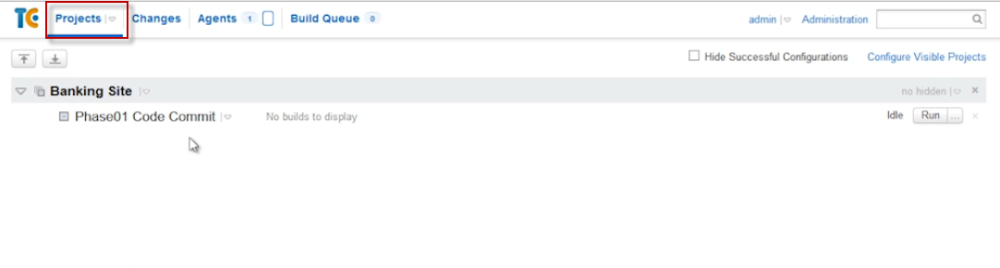 TC Projects Changes Agents 1 Build Queue 0 admin Administration
Hide Successful Configurations Configure Visible Projects
Banking Site no hidden
Phase01 Code Commit No builds to display Idle Run ...